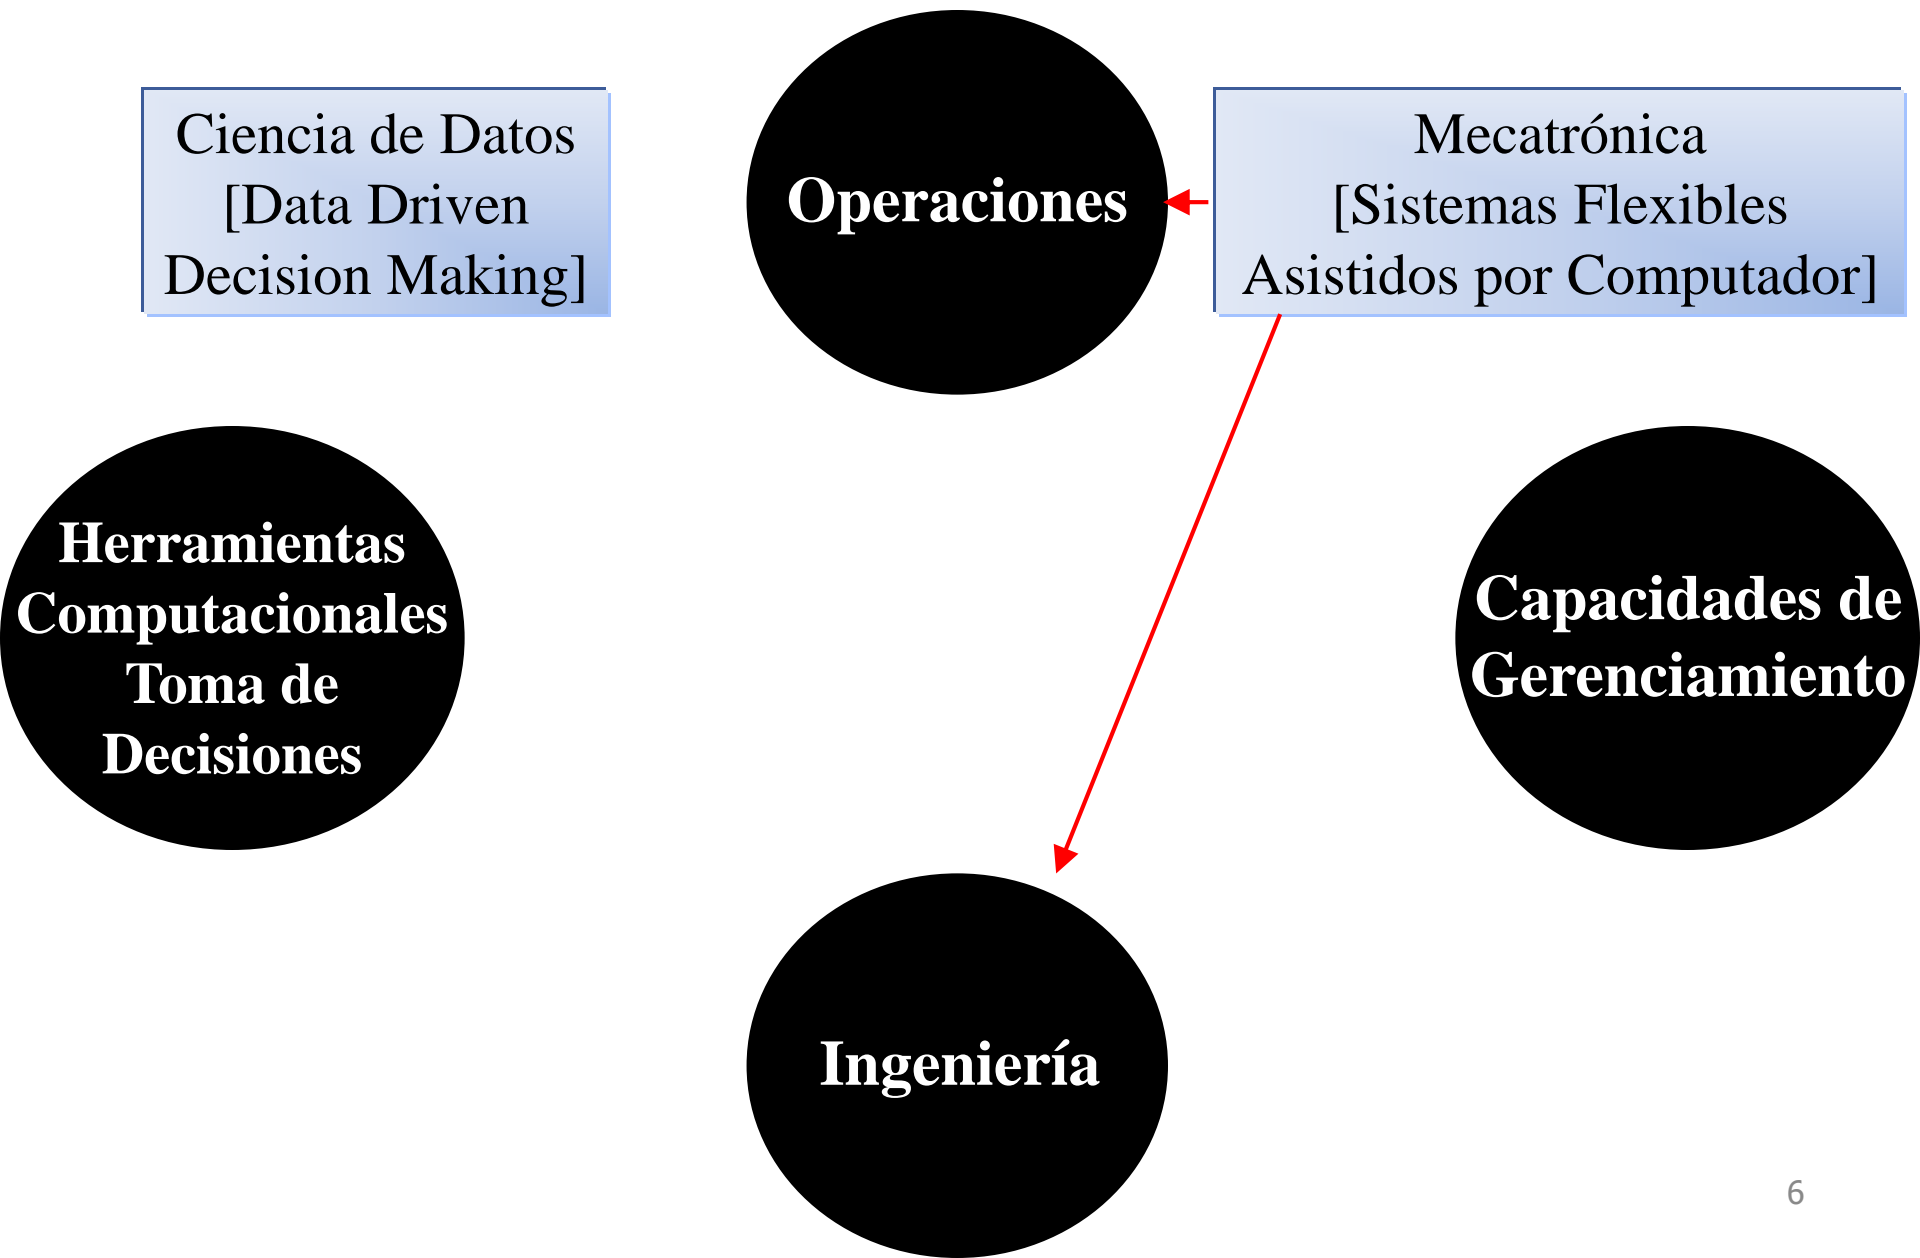 Ciencia de Datos
[Data Driven
Decision Making]
Operaciones
Mecatrónica
[Sistemas Flexibles
Asistidos por Computador]
Herramientas
Computacionales
Toma de
Decisiones
Capacidades de
Gerenciamiento
Ingeniería
6